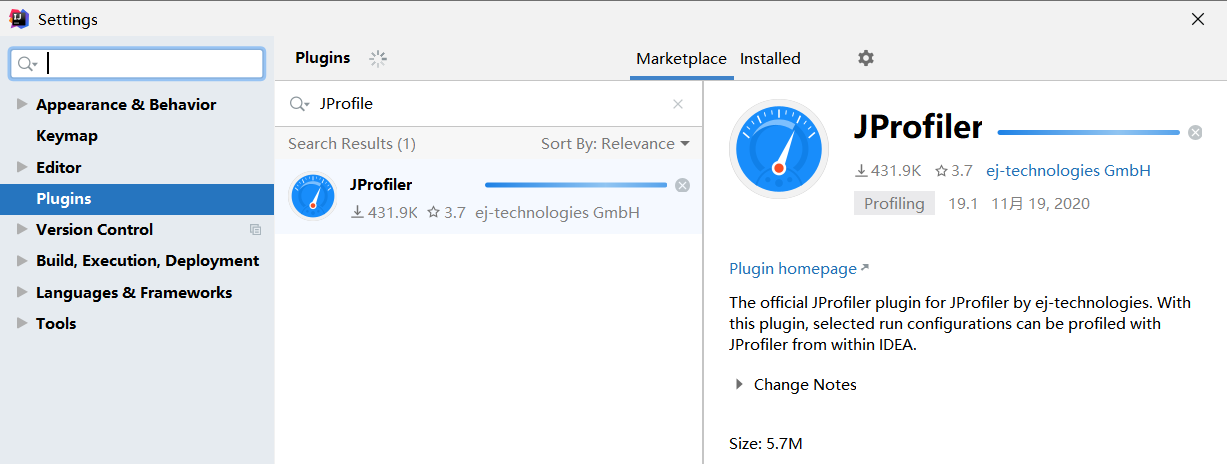 Settings
Plugins
Marketplace Installed
Appearance & Behavior
Keymap
Editor
Plugins
Version Control
Build, Execution, Deployment
Languages & Frameworks
Tools
JProfile
Search Results (1) Sort By: Relevance
JProfiler
431.9K 3.7 ej-technologies GmbH
JProfiler
431.9K 3.7 ej-technologies GmbH
Profiling 19.1 11月 19, 2020
Plugin homepage
The official JProfiler plugin for JProfiler by ej-technologies. With
this plugin, selected run configurations can be profiled with
JProfiler from within IDEA.
Change Notes
Size: 5.7M